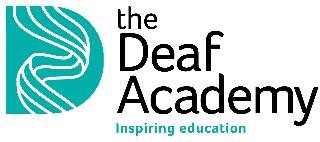 the
Deaf
Academy
Inspiring education